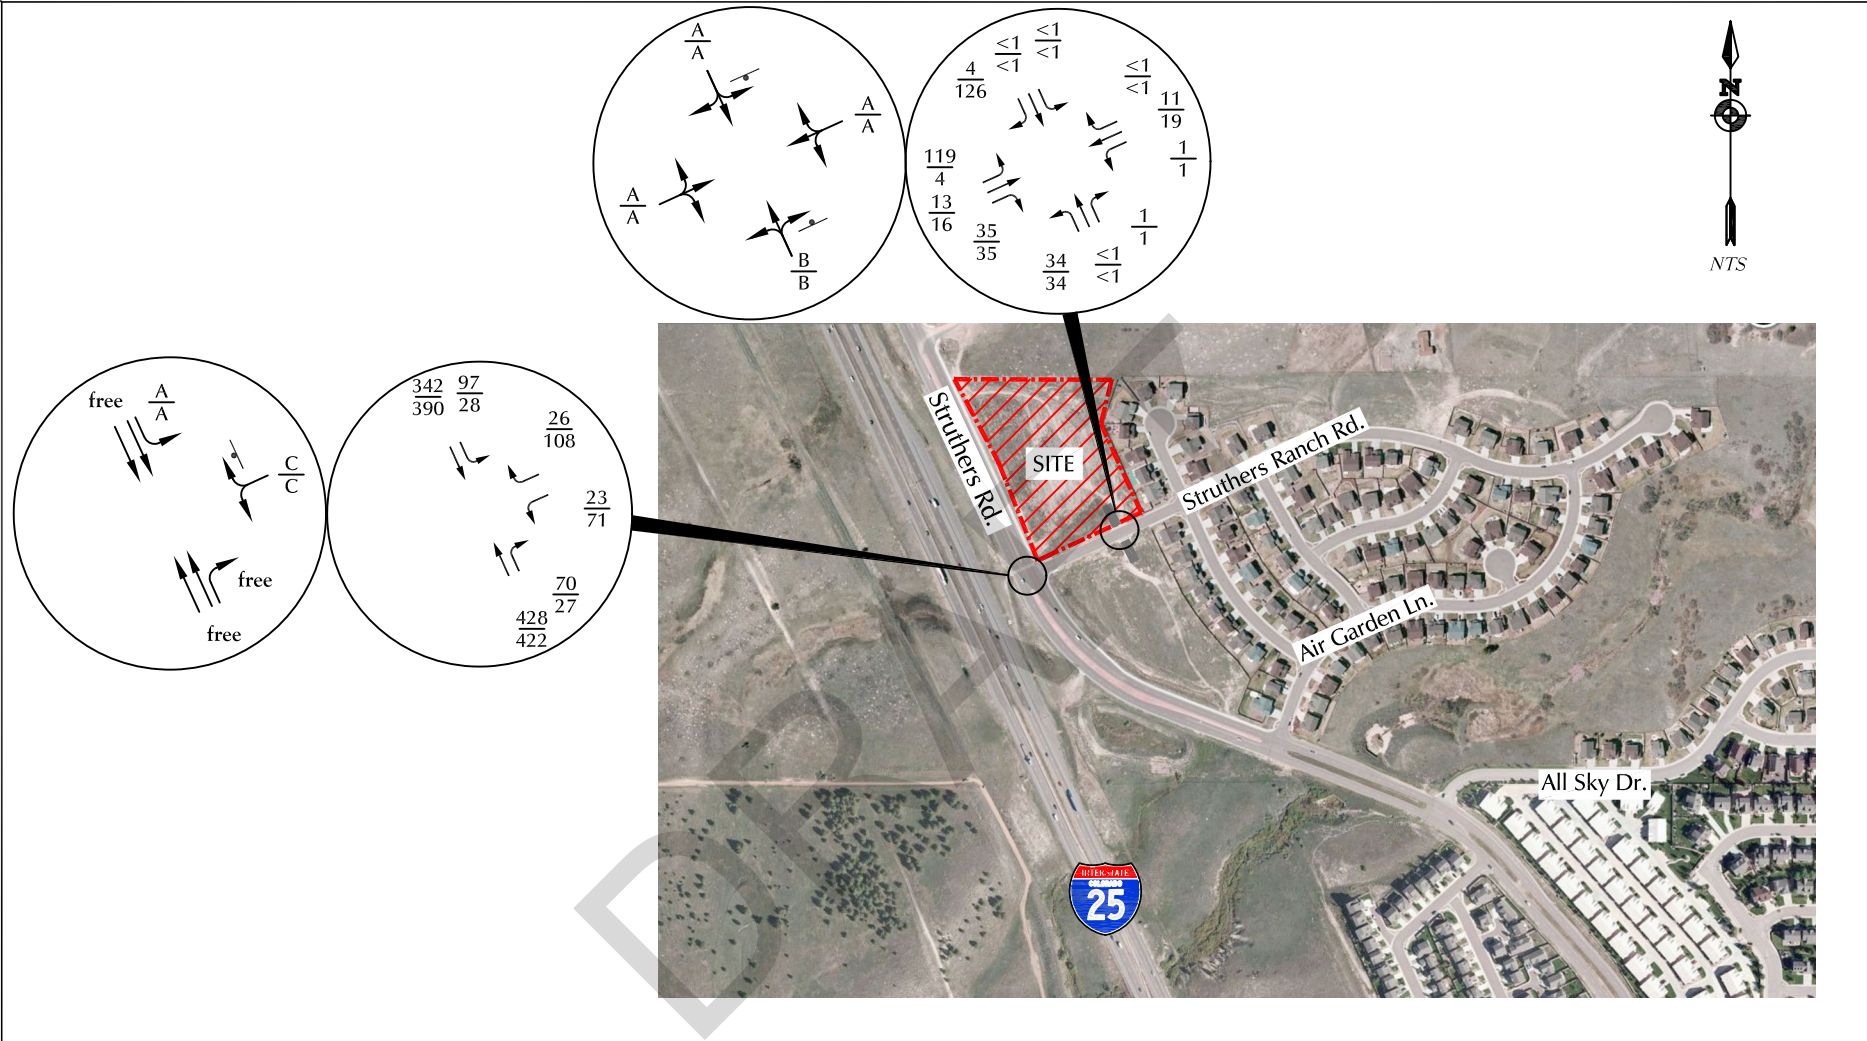 A
A
A
A
A
A
B
B
<1
<1
<1
<1
4
126
<1
<1
11
19
1
1
119
4
13
16
35
35
34
34
<1
<1
1
1
N
NTS
free
A
A
C
C
free
free
342
390
97
28
26
108
23
71
70
27
428
422
Struthers Rd.
SITE
Struthers Ranch Rd.
Air Garden Ln.
All Sky Dr.
INTERSTATE
COLORADO
25